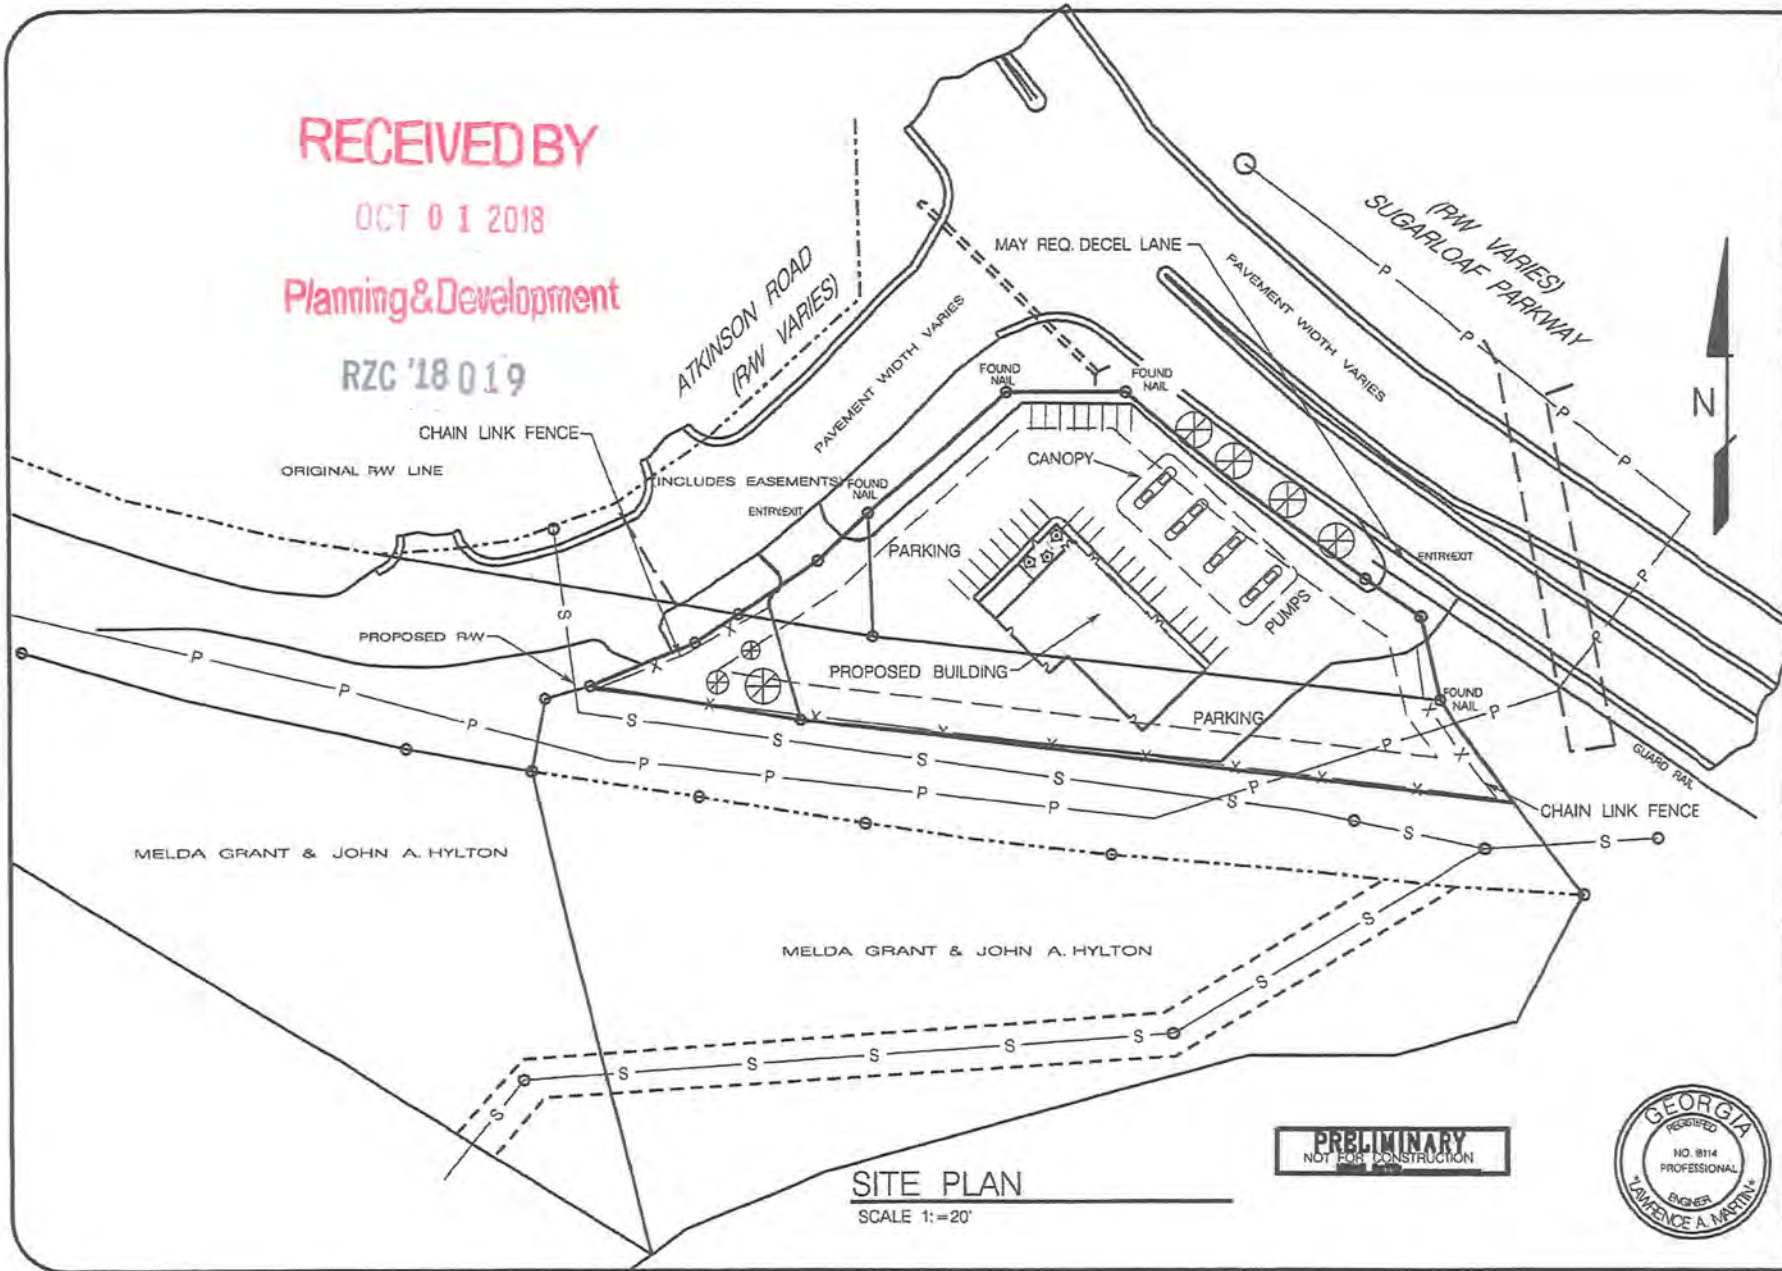 RECEIVED BY
OCT 0 1 2018
Planning & Development
RZC '18 019
ATKINSON ROAD
(R/W VARIES)
PAVEMENT WIDTH VARIES
MAY REQ. DECEL LANE
(R/W VARIES)
SUGARLOAF PARKWAY
PAVEMENT WIDTH VARIES
N
CHAIN LINK FENCE
ORIGINAL R/W LINE
(INCLUDES EASEMENTS)
ENTRY/EXIT
FOUND
NAIL
FOUND
NAIL
FOUND
NAIL
CANOPY
PARKING
ENTRY/EXIT
PUMPS
PROPOSED R/W
PROPOSED BUILDING
PARKING
FOUND
NAIL
GUARD RAIL
CHAIN LINK FENCE
P P P P P P P P P P P P P P P P
S S S S S S S S S
X X X X X X X X X X X X
MELDA GRANT & JOHN A. HYLTON
MELDA GRANT & JOHN A. HYLTON
S S S S S S S S
SITE PLAN
SCALE 1:=20'
PRELIMINARY
NOT FOR CONSTRUCTION
GEORGIA
REGISTERED
NO. 18114
PROFESSIONAL
ENGINEER
*LAWRENCE A. MARTIN*